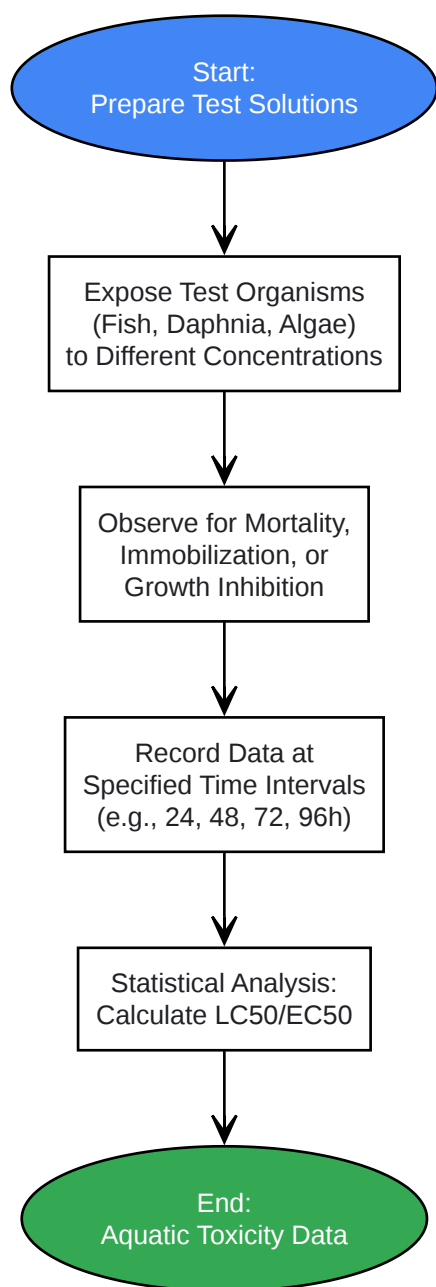 Start:
Prepare Test Solutions
Expose Test Organisms
(Fish, Daphnia, Algae)
to Different Concentrations
Observe for Mortality,
Immobilization, or
Growth Inhibition
Record Data at
Specified Time Intervals
(e.g., 24, 48, 72, 96h)
Statistical Analysis:
Calculate LC50/EC50
End:
Aquatic Toxicity Data